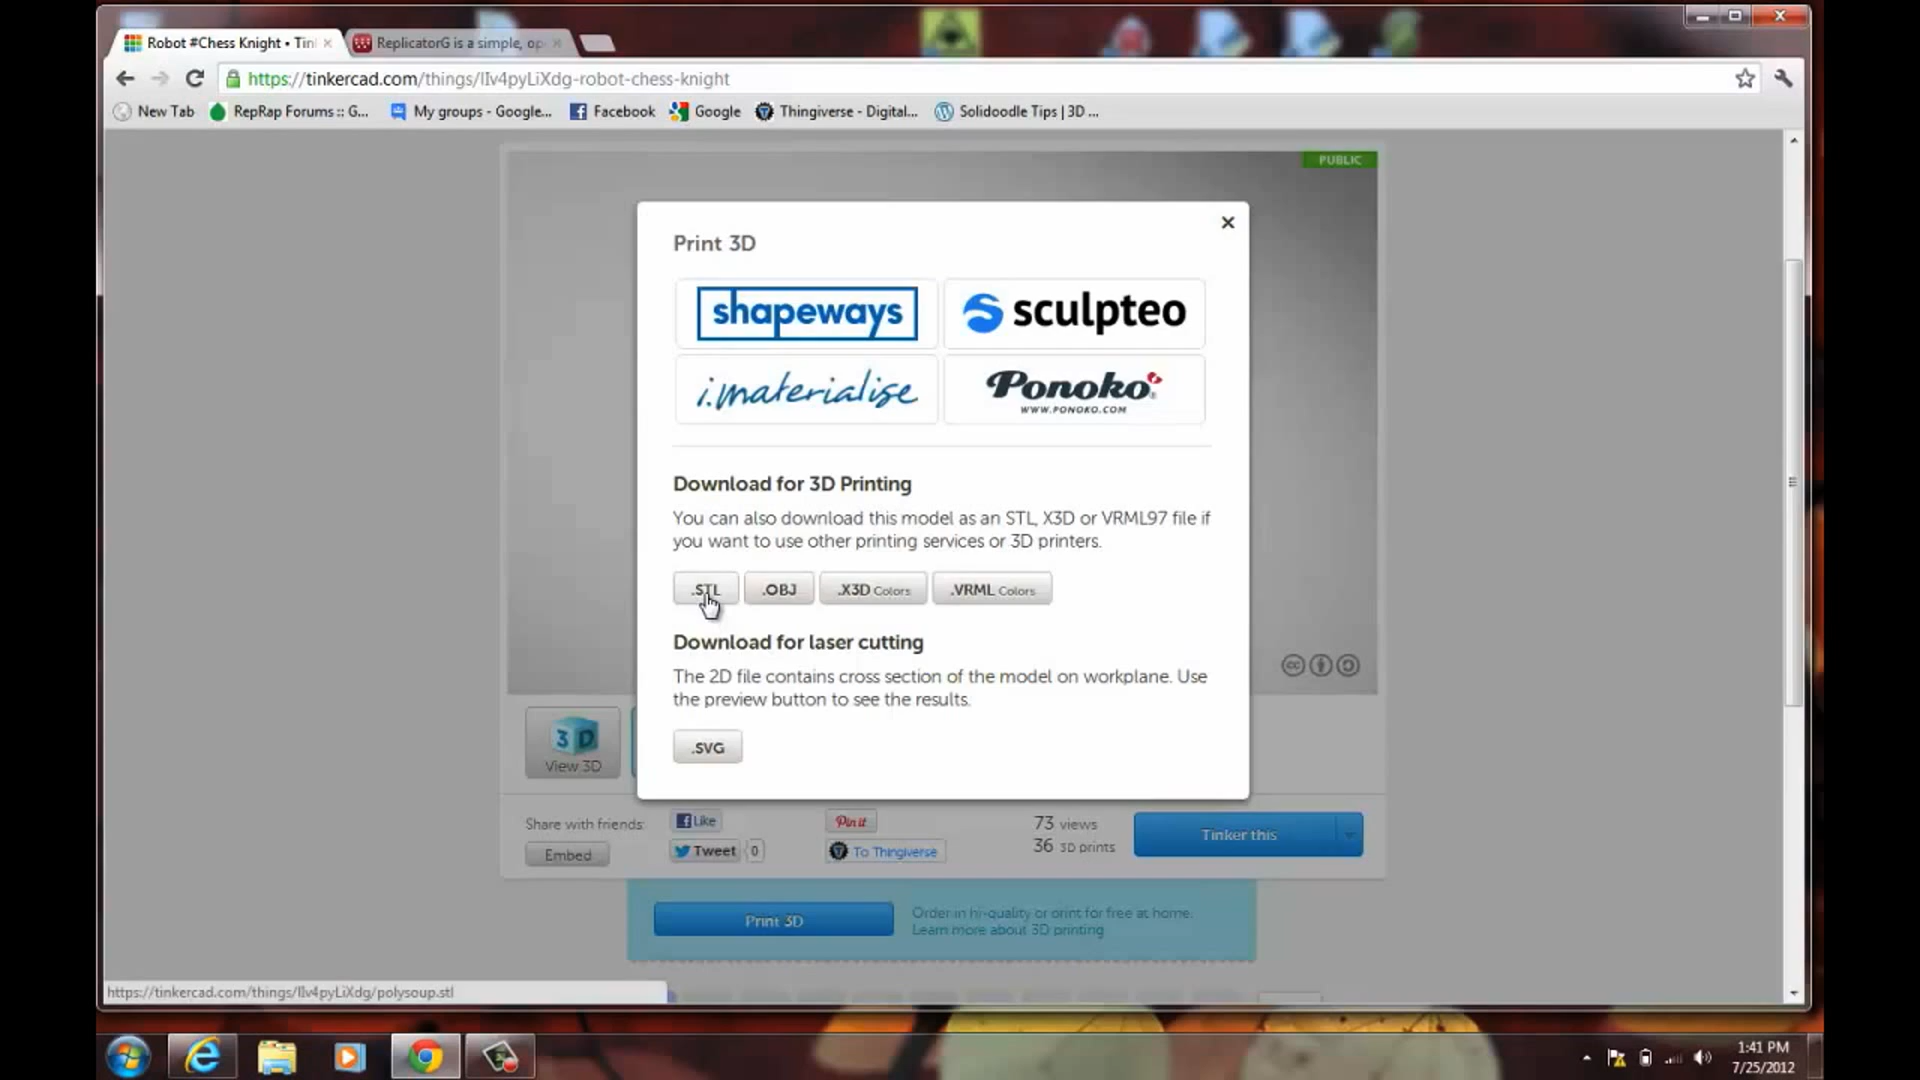 Robot #Chess Knight • Tin
ReplicatorG is a simple, op
https://tinkercad.com/things/lIv4pyLiXdg-robot-chess-knight
New Tab
RepRap Forums :: G...
My groups - Google...
Facebook
Google
Thingiverse - Digital...
Solidoodle Tips | 3D ...
PUBLIC
Print 3D
shapeways
sculpteo
i.materialise
Ponoko
WWW.PONOKO.COM
Download for 3D Printing
You can also download this model as an STL, X3D or VRML97 file if
you want to use other printing services or 3D printers.
.STL
.OBJ
.X3D Colors
.VRML Colors
Download for laser cutting
The 2D file contains cross section of the model on workplane. Use
the preview button to see the results.
.SVG
cc
3D
View 3D
Share with friends:
Like
Pin it
73 views
Tinker this
Embed
Tweet
0
To Thingiverse
36 3D prints
Print 3D
Order in hi-quality or print for free at home.
Learn more about 3D printing
https://tinkercad.com/things/lIv4pyLiXdg/polysoup.stl
1:41 PM
7/25/2012